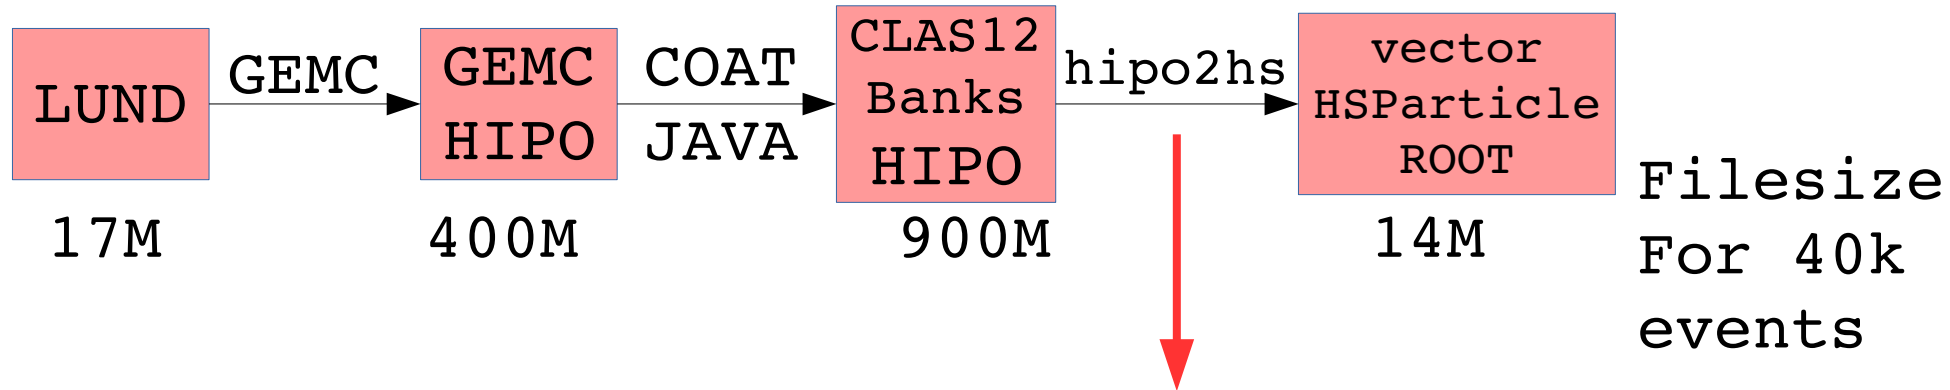 LUND
GEMC
GEMC
HIPO
COAT
JAVA
CLAS12
Banks
HIPO
hipo2hs
vector
HSParticle
ROOT
17M
400M
900M
14M
Filesize
For 40k
events